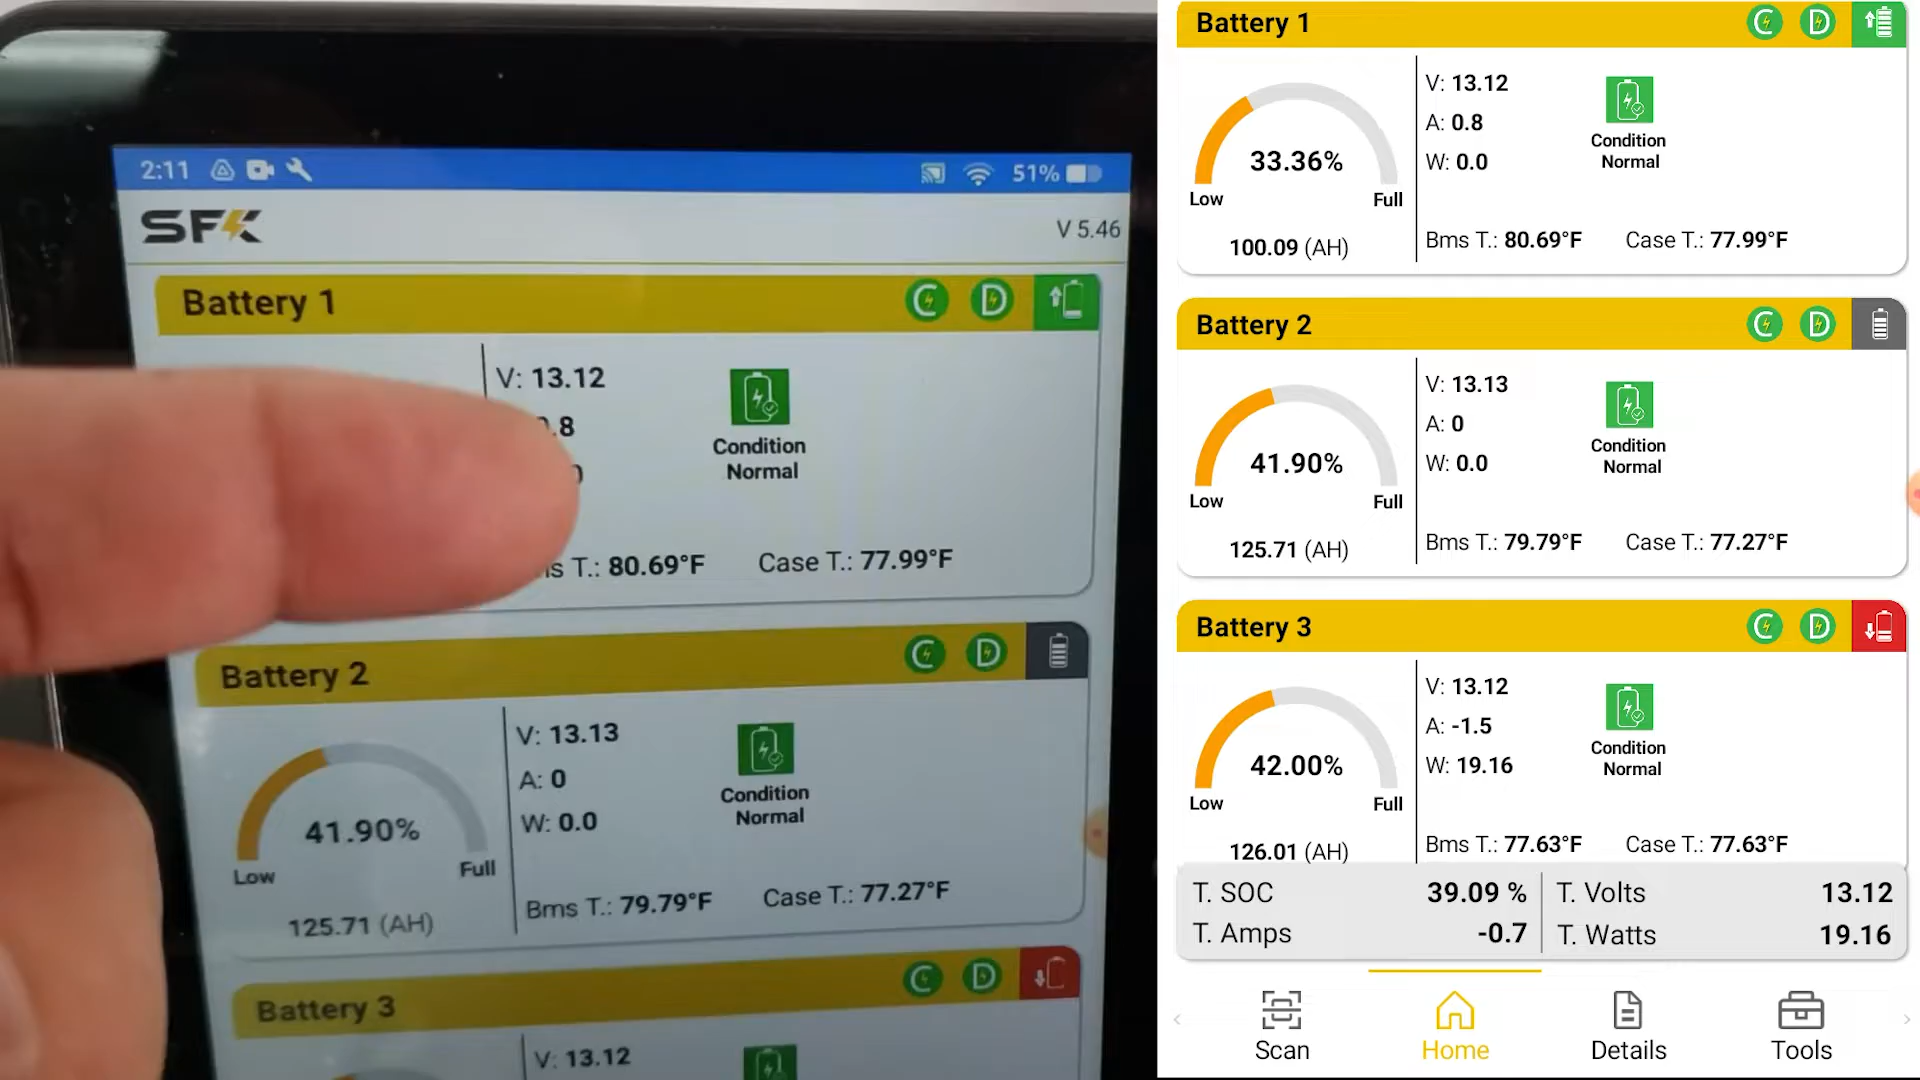 2:11 51%
SFK
V 5.46
Battery 1
C D
V: 13.12
.8
Condition
Normal
s T.: 80.69°F Case T.: 77.99°F
Battery 2
C D
V: 13.13
A: 0
W: 0.0
41.90%
Low Full
125.71 (AH)
Condition
Normal
Bms T.: 79.79°F Case T.: 77.27°F
Battery 3
C D
V: 13.12
Battery 1
C D
33.36%
Low Full
100.09 (AH)
V: 13.12
A: 0.8
W: 0.0
Condition
Normal
Bms T.: 80.69°F Case T.: 77.99°F
Battery 2
C D
41.90%
Low Full
125.71 (AH)
V: 13.13
A: 0
W: 0.0
Condition
Normal
Bms T.: 79.79°F Case T.: 77.27°F
Battery 3
C D
42.00%
Low Full
126.01 (AH)
V: 13.12
A: -1.5
W: 19.16
Condition
Normal
Bms T.: 77.63°F Case T.: 77.63°F
T. SOC 39.09 % T. Volts 13.12
T. Amps -0.7 T. Watts 19.16
Scan Home Details Tools